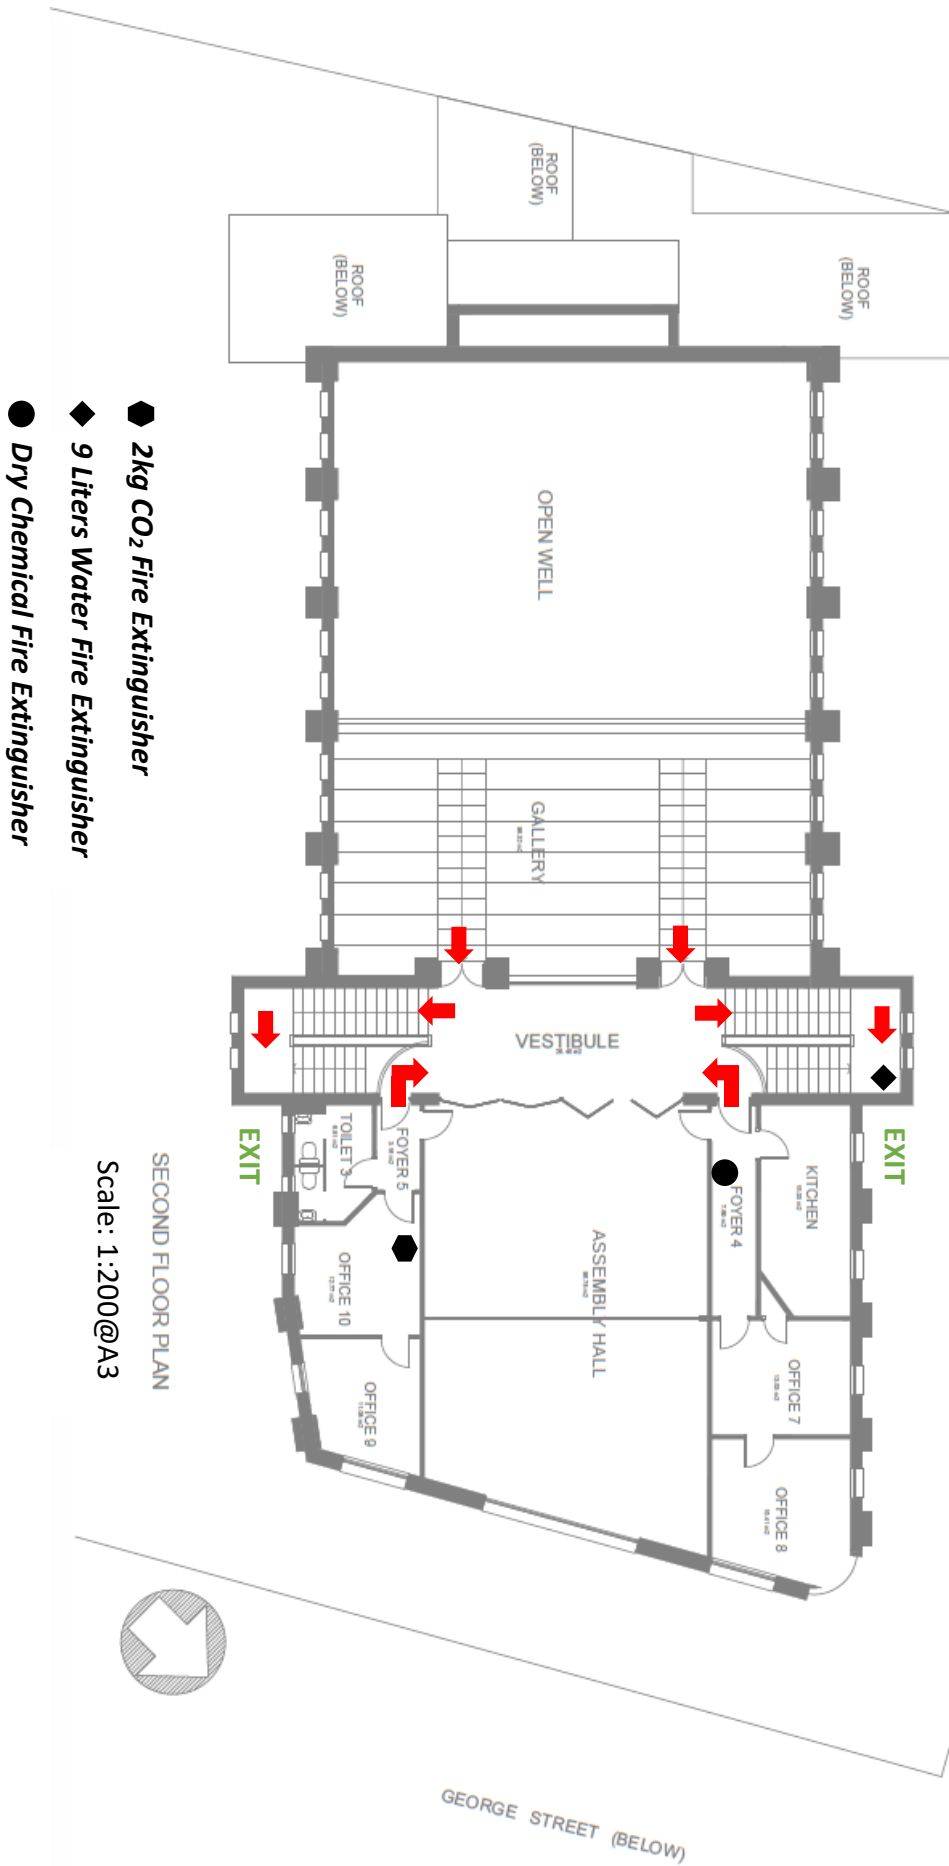 ROOF
(BELOW)
ROOF
(BELOW)
ROOF
(BELOW)
OPEN WELL
GALLERY
VESTIBULE
EXIT
EXIT
KITCHEN
FOYER 4
TOILET 3
FOYER 5
ASSEMBLY HALL
OFFICE 7
OFFICE 8
OFFICE 10
OFFICE 9
2kg CO₂ Fire Extinguisher
9 Liters Water Fire Extinguisher
Dry Chemical Fire Extinguisher
SECOND FLOOR PLAN
Scale: 1:200@A3
GEORGE STREET (BELOW)